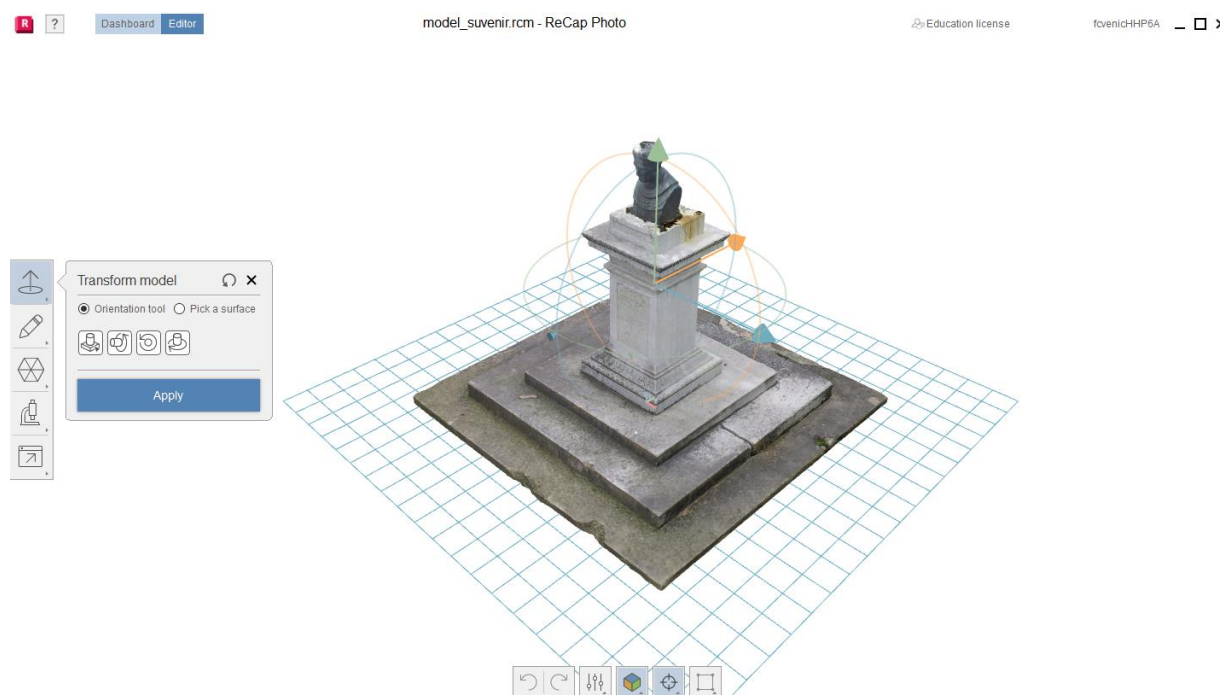 R ? Dashboard Editor model_suvenir.rcm - ReCap Photo Education license fcvenicHHP6A
Transform model
Orientation tool Pick a surface
Apply